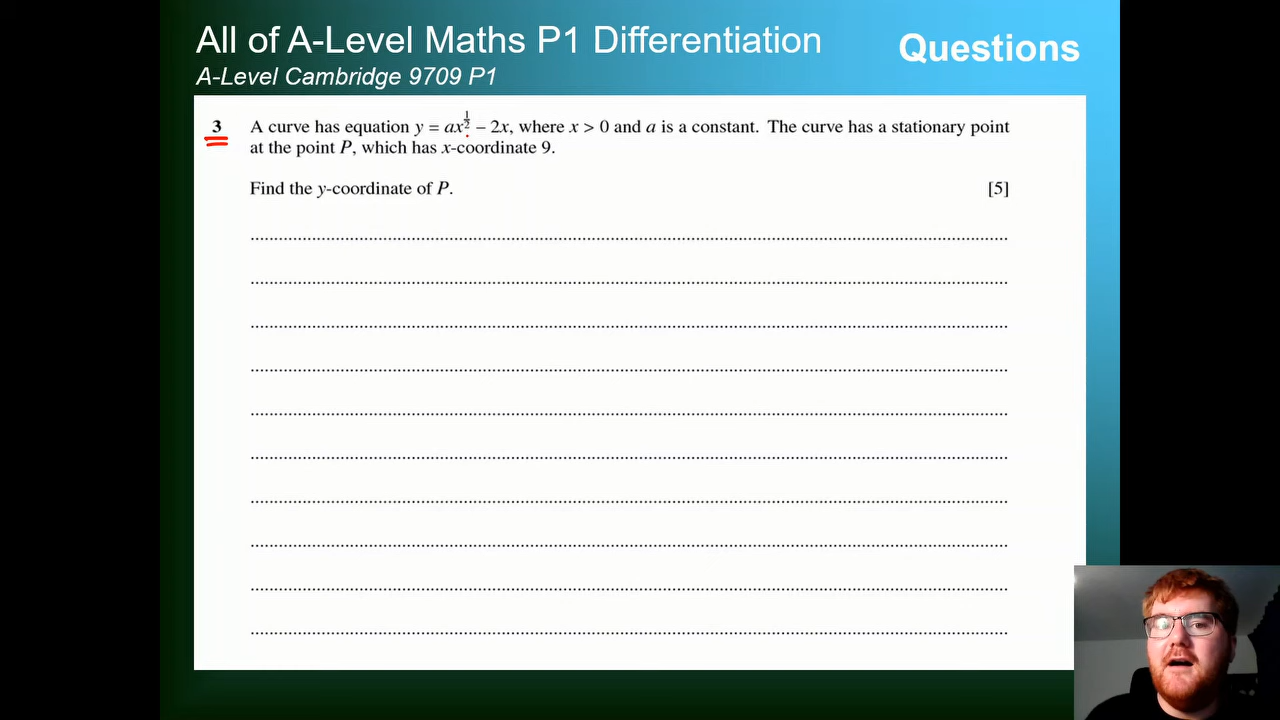 All of A-Level Maths P1 Differentiation
Questions
A-Level Cambridge 9709 P1
3 A curve has equation y = ax^{1/2} − 2x, where x > 0 and a is a constant. The curve has a stationary point
at the point P, which has x-coordinate 9.
Find the y-coordinate of P. [5]